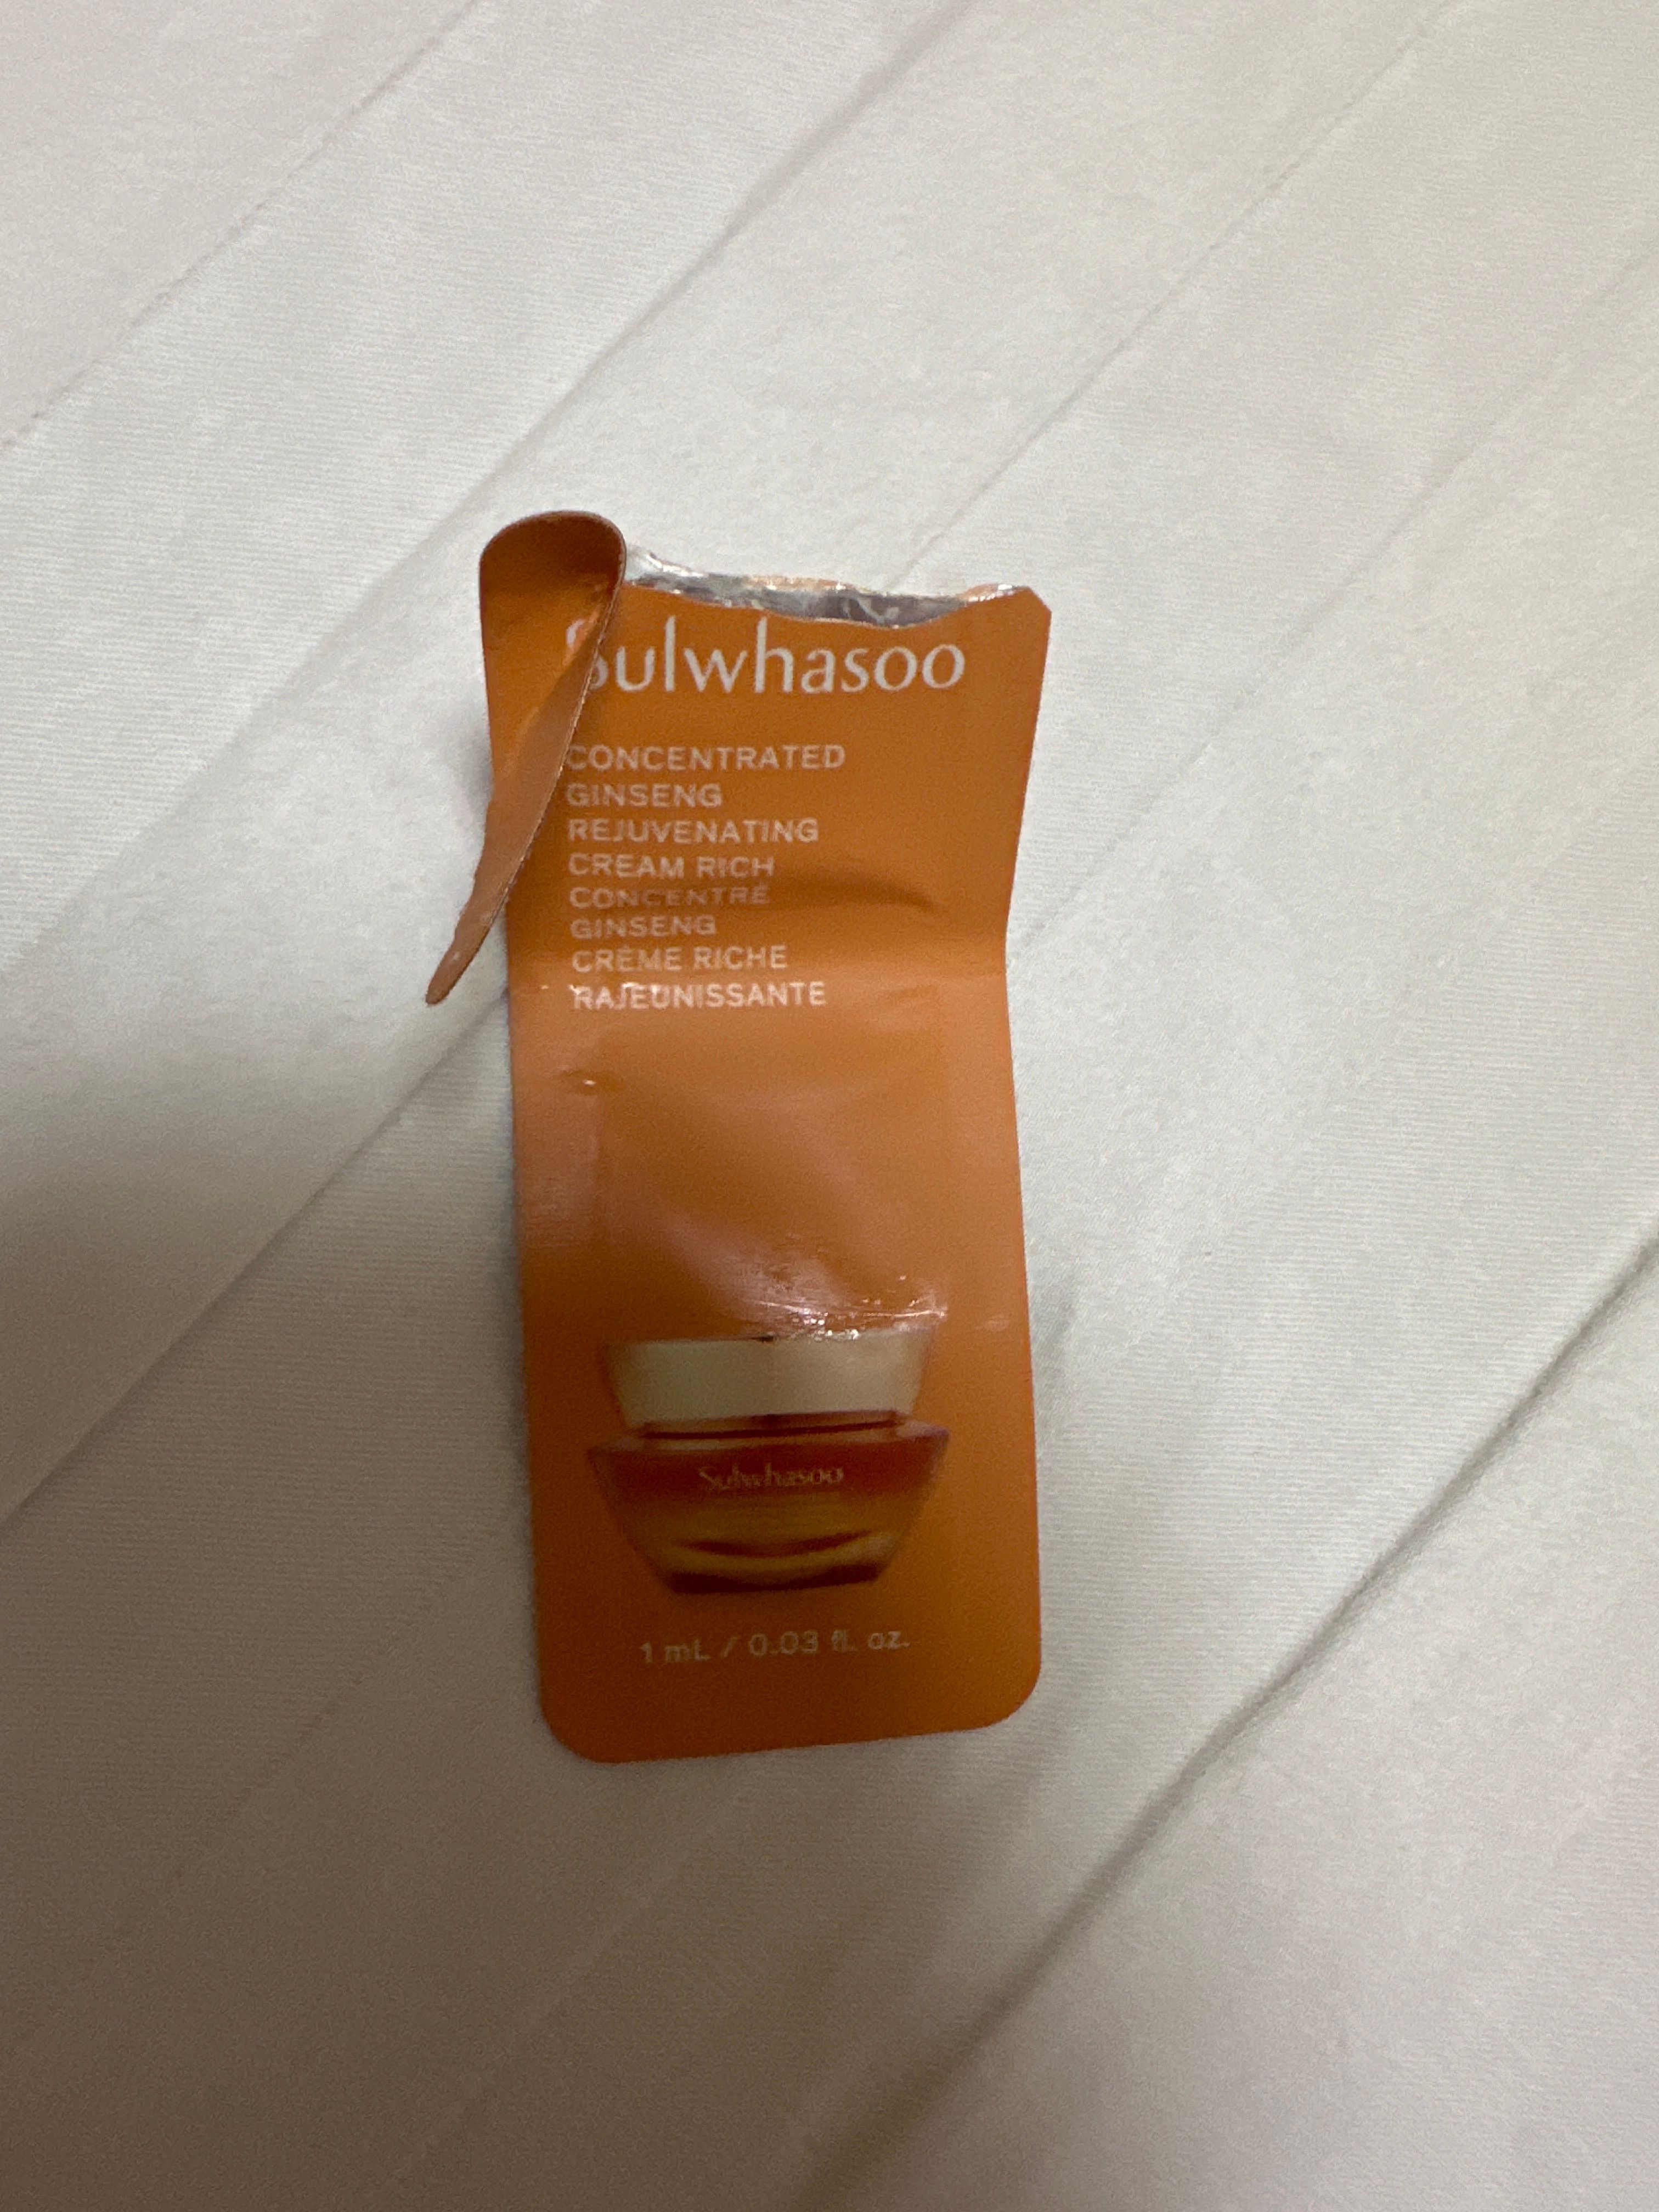 Sulwhasoo
CONCENTRATED
GINSENG
REJUVENATING
CREAM RICH
CONCENTRÉ
GINSENG
CRÈME RICHE
RAJEUNISSANTE
Sulwhasoo
1 mL / 0.03 fl. oz.